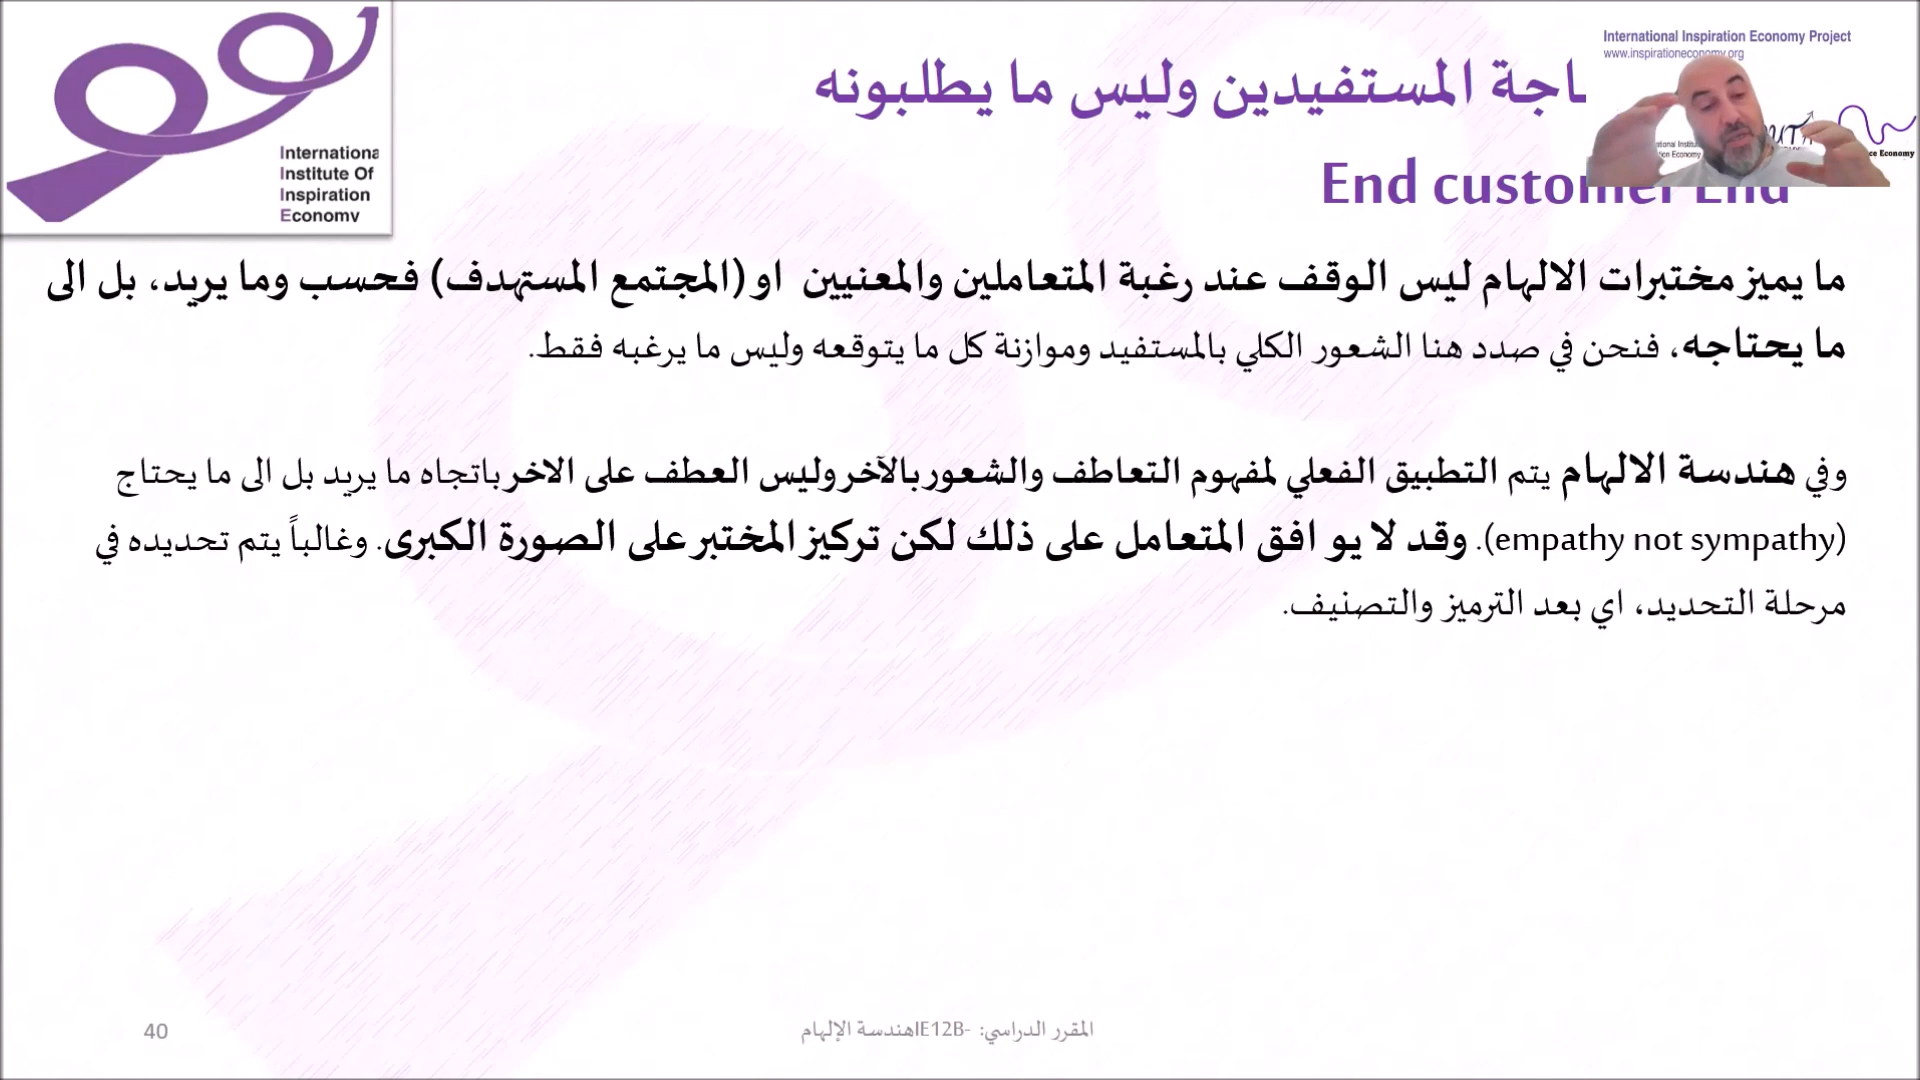 International
Institute Of
Inspiration
Economy
International Inspiration Economy Project
www.inspirationeconomy.org
المستفيدين وليس ما يطلبونه
End customer End
ما يميز مختبرات الالهام ليس الوقف عند رغبة المتعاملين والمعنيين او (المجتمع المستهدف) فحسب وما يريد، بل الى
ما يحتاجه، فنحن في صدد هنا الشعور الكلي بالمستفيد وموازنة كل ما يتوقعه وليس ما يرغبه فقط.
وفي هندسة الالهام يتم التطبيق الفعلي لمفهوم التعاطف والشعور بالآخر وليس العطف على الاخر باتجاه ما يريد بل الى ما يحتاج
(empathy not sympathy). وقد لا يوافق المتعامل على ذلك لكن تركيز المختبر على الصورة الكبرى. وغالباً يتم تحديده في
مرحلة التحديد، اي بعد الترميز والتصنيف.
المقرر الدراسي: -IE12Bهندسة الإلهام
40